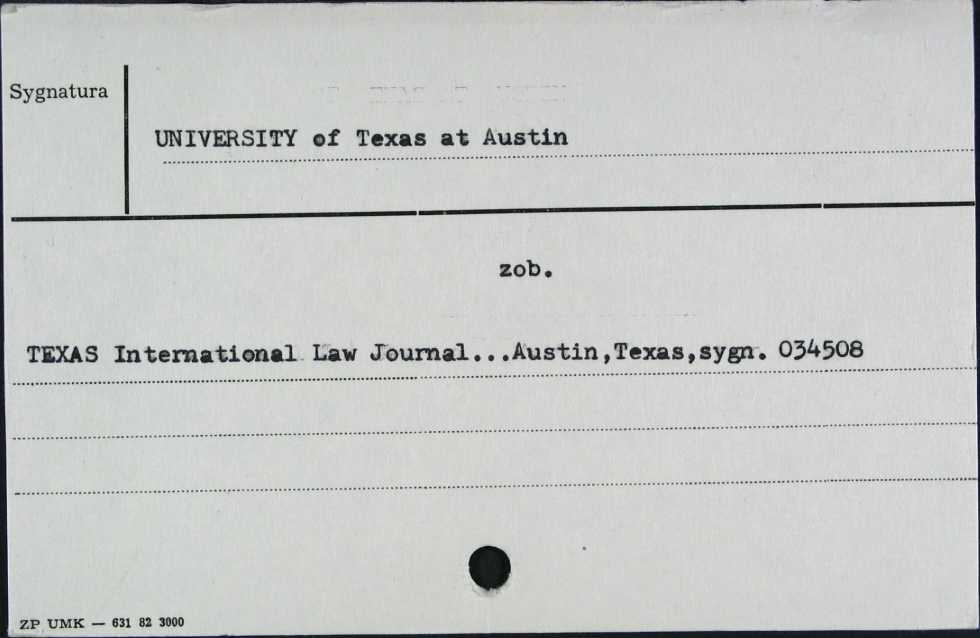 Sygnatura
UNIVERSITY of Texas at Austin
zob.
TEXAS International Law Journal...Austin,Texas,sygn. 034508
ZP UMK — 631 82 3000